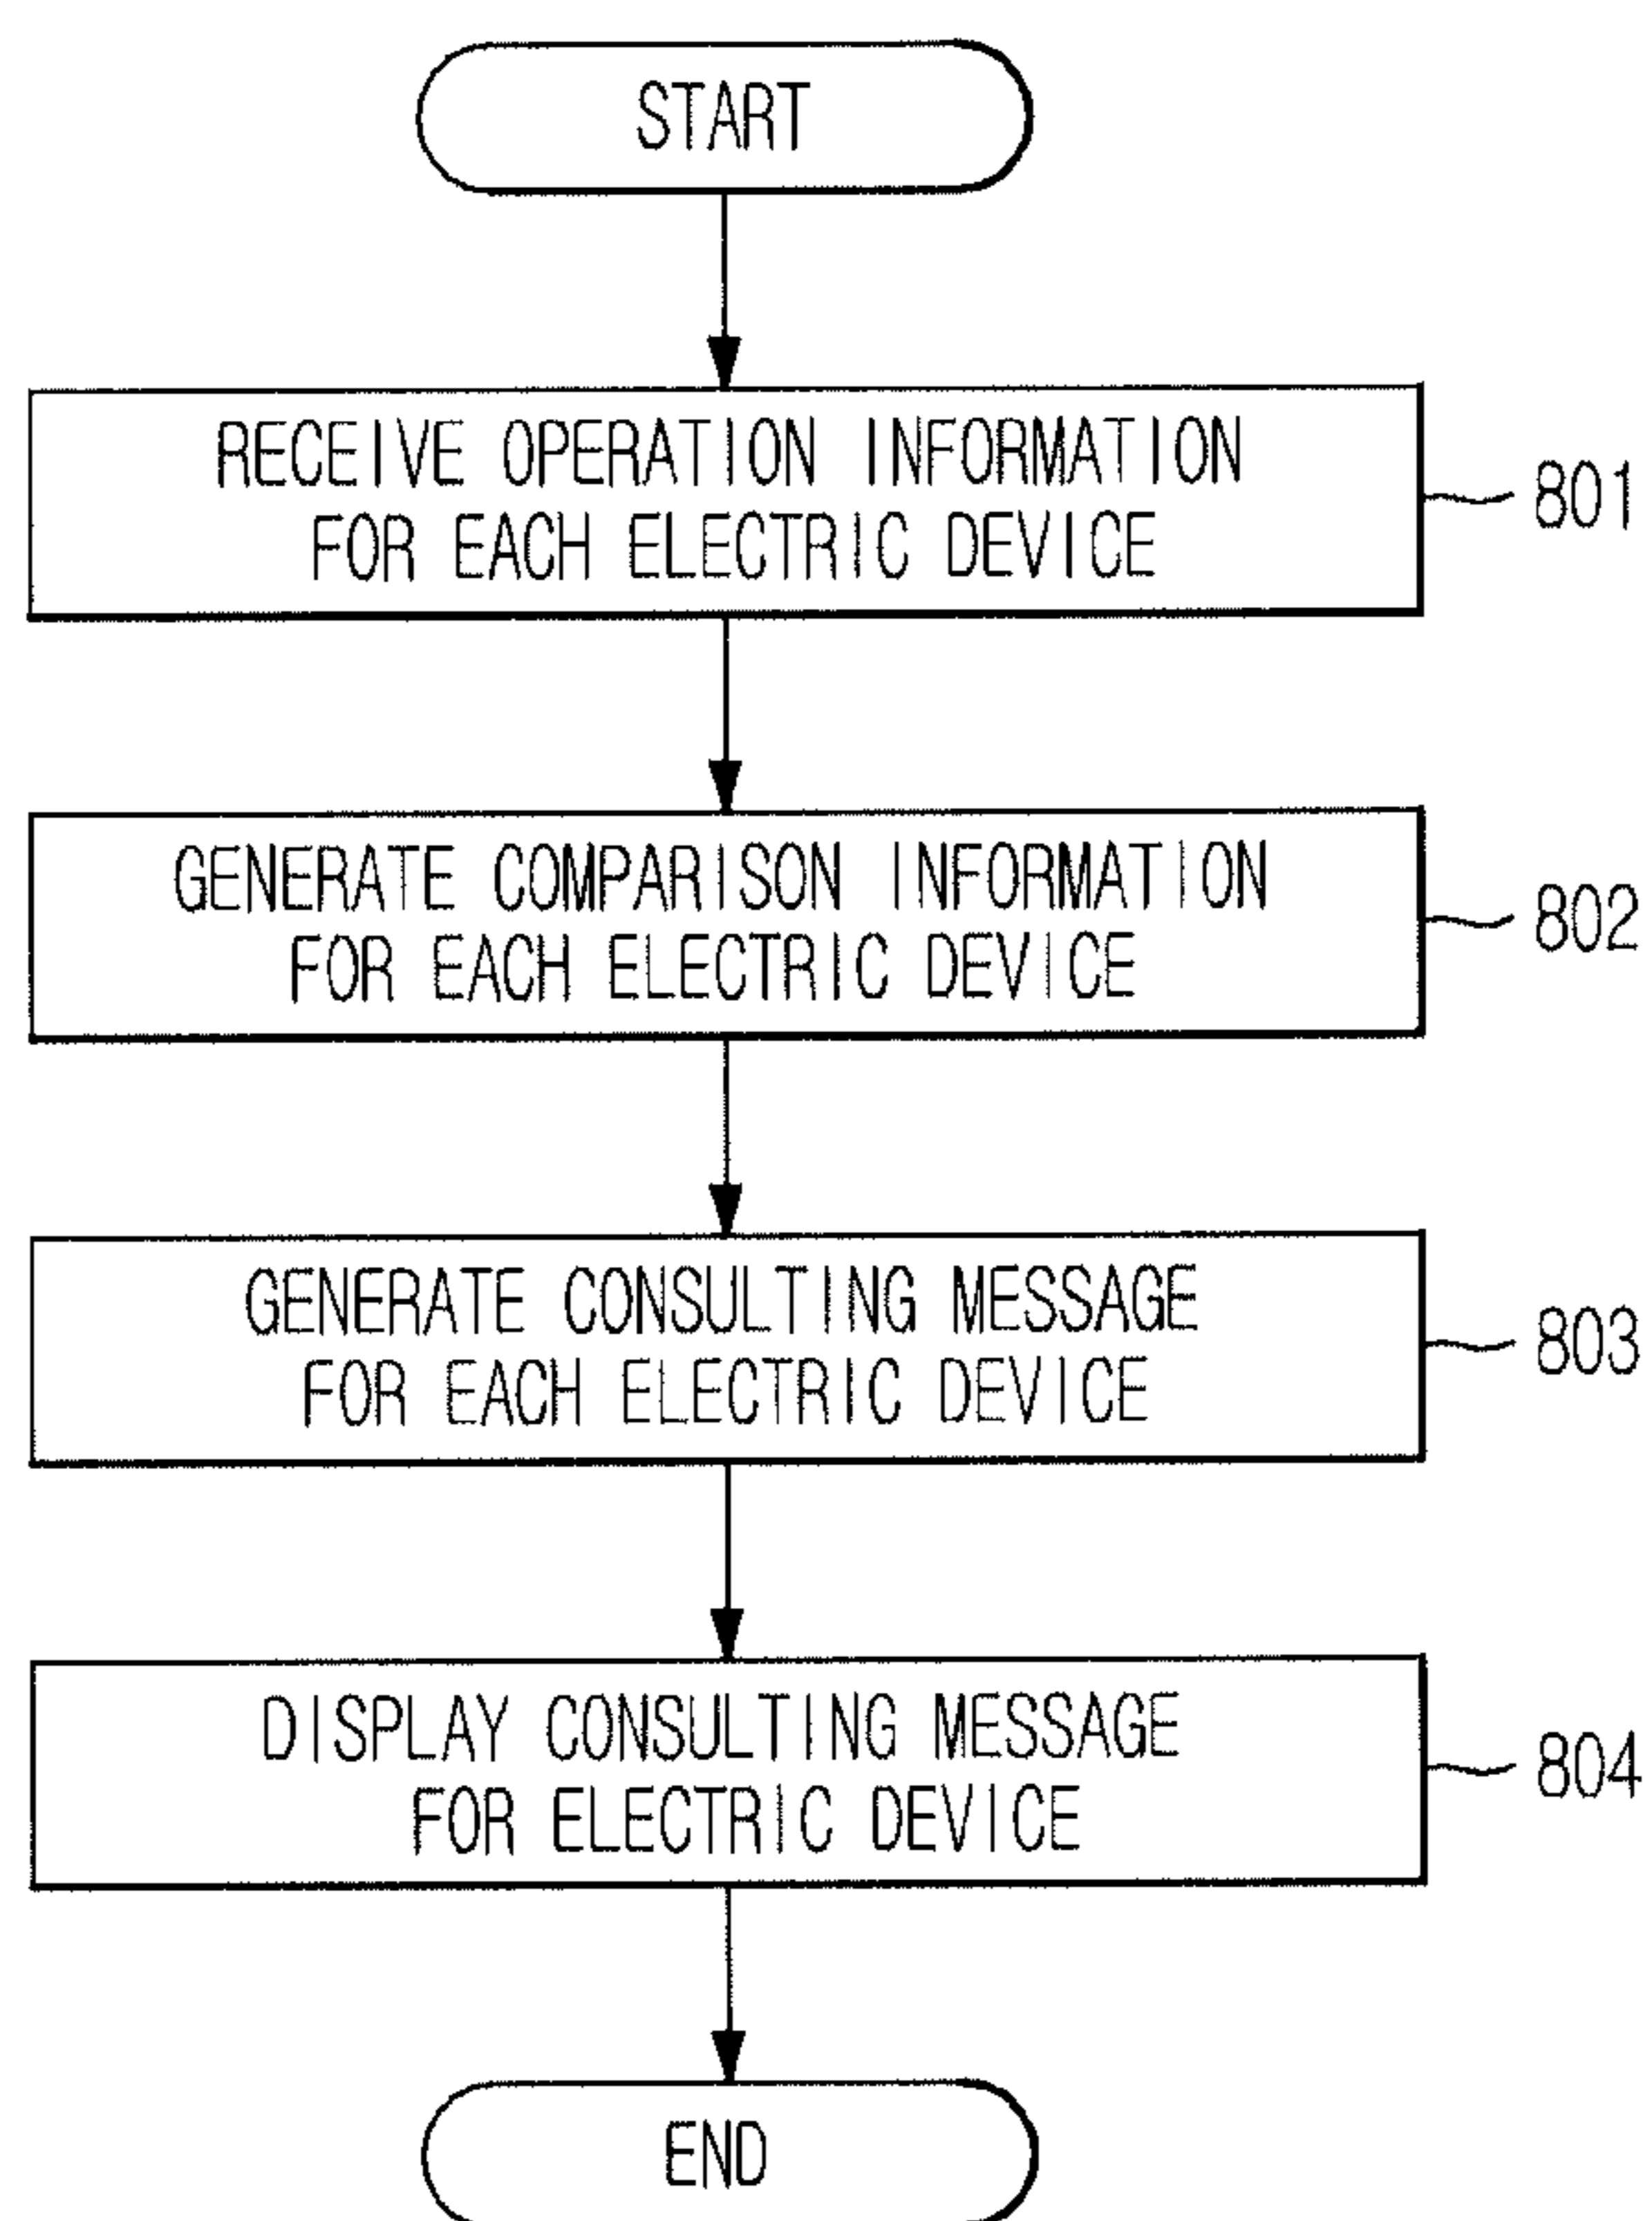 START
RECEIVE OPERATION INFORMATION
FOR EACH ELECTRIC DEVICE
801
GENERATE COMPARISON INFORMATION
FOR EACH ELECTRIC DEVICE
802
GENERATE CONSULTING MESSAGE
FOR EACH ELECTRIC DEVICE
803
DISPLAY CONSULTING MESSAGE
FOR ELECTRIC DEVICE
804
END